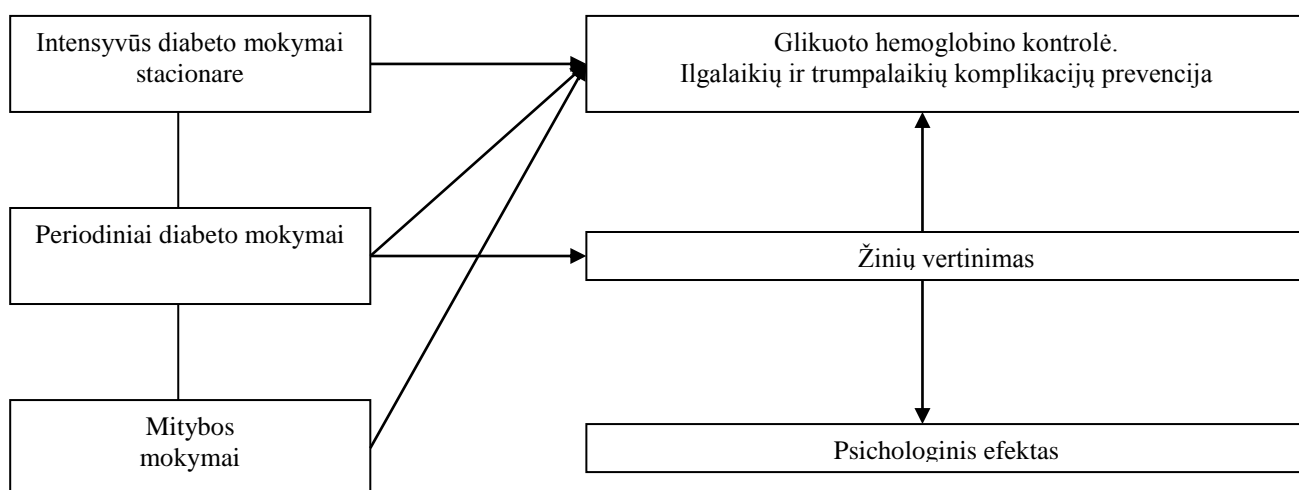 Intensyvūs diabeto mokymai
stacionare
Glikuoto hemoglobino kontrolė.
Ilgalaikių ir trumpalaikių komplikacijų prevencija
Periodiniai diabeto mokymai
Žinių vertinimas
Mitybos
mokymai
Psichologinis efektas